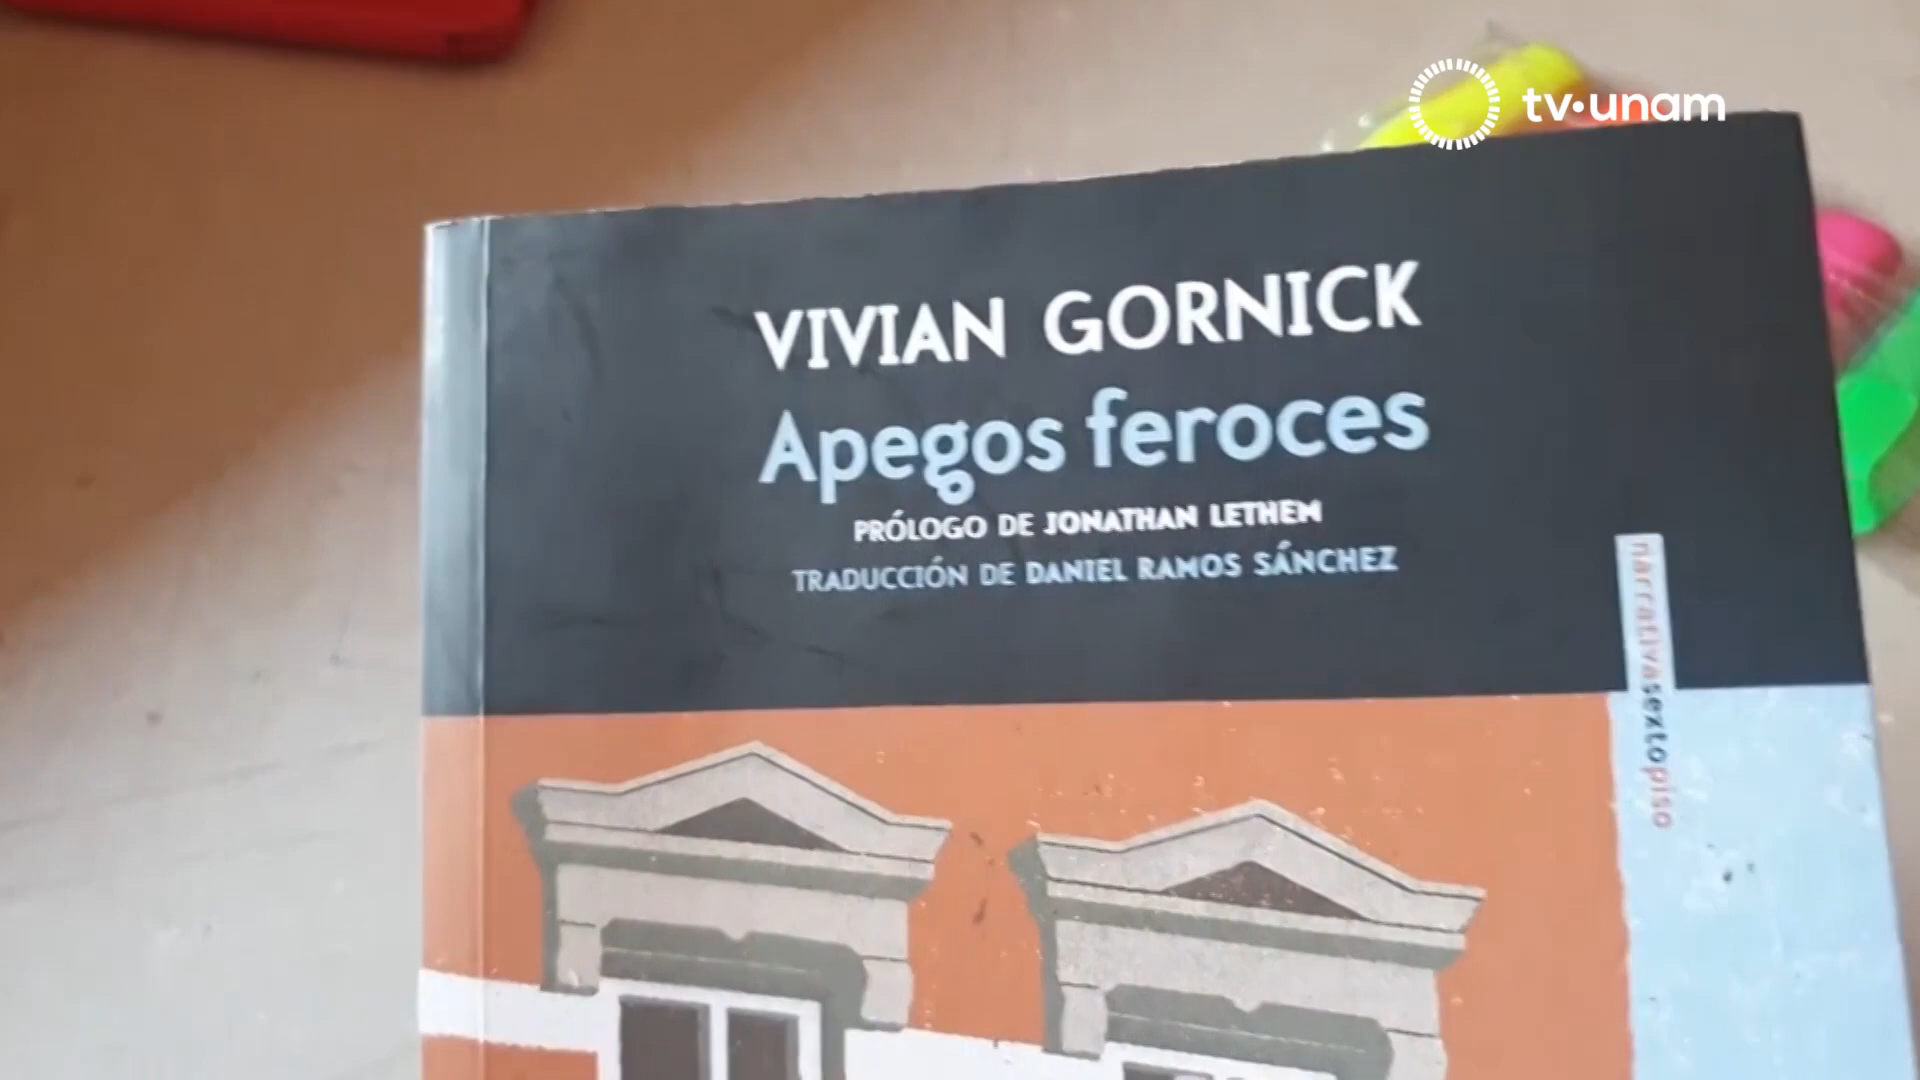 tv·unam
VIVIAN GORNICK
Apegos feroces
PRÓLOGO DE JONATHAN LETHEM
TRADUCCIÓN DE DANIEL RAMOS SÁNCHEZ
narrativasextopiso